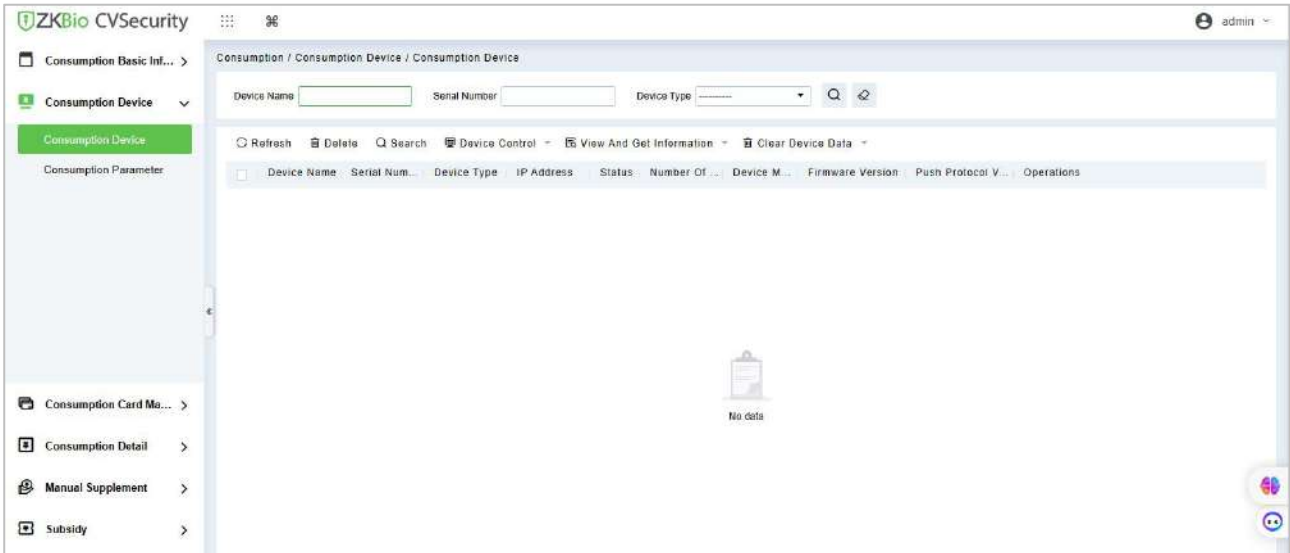 ZKBio CVSecurity
admin
Consumption Basic Inf...
Consumption / Consumption Device / Consumption Device
Consumption Device
Device Name
Serial Number
Device Type ----------
Consumption Device
Refresh Delete Search Device Control View And Get Information Clear Device Data
Consumption Parameter
Device Name Serial Num... Device Type IP Address Status Number Of ... Device M... Firmware Version Push Protocol V... Operations
No data
Consumption Card Ma...
Consumption Detail
Manual Supplement
Subsidy